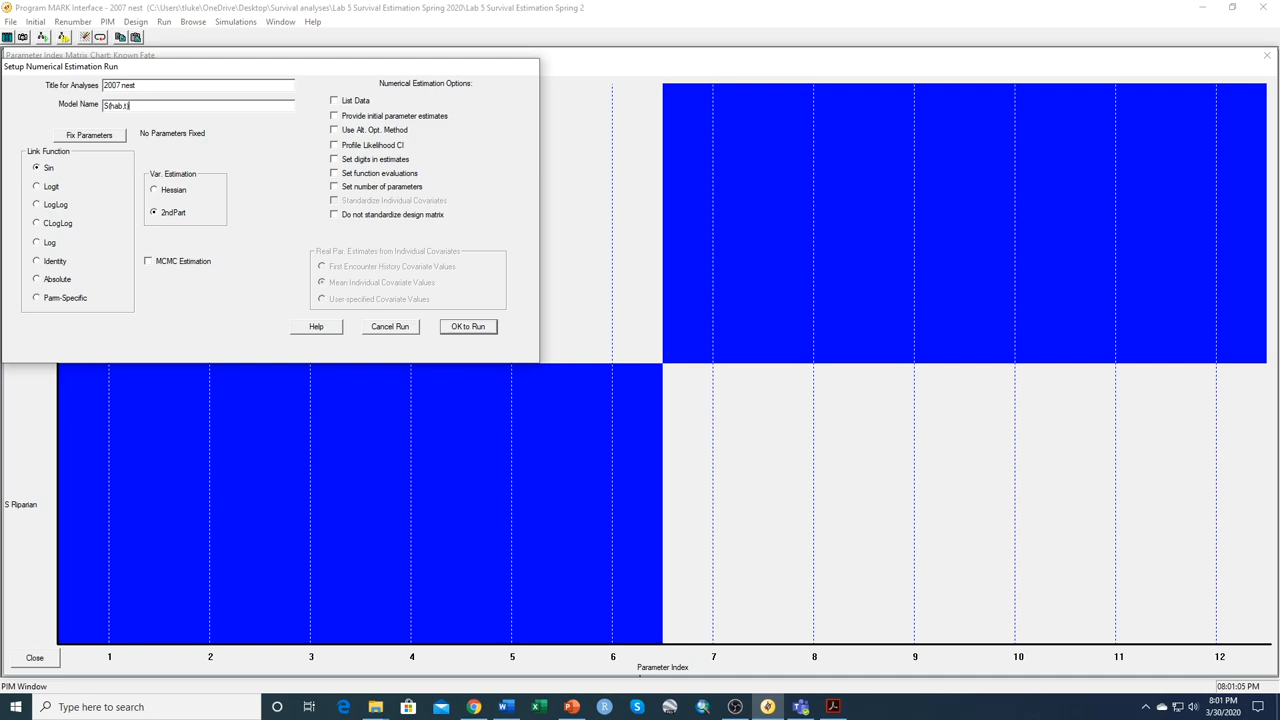 Program MARK Interface - 2007 nest (C:\Users\tluke\OneDrive\Desktop\Survival analyses\Lab 5 Survival Estimation Spring 2020\Lab 5 Survival Estimation Spring 2
File Initial Renumber PIM Design Run Browse Simulations Window Help
Parameter Index Matrix Chart: Known Fate
Setup Numerical Estimation Run
Title for Analyses: 2007 nest
Model Name S(hab,t)
Fix Parameters No Parameters Fixed
Link Function
Sin
Logit
LogLog
CLogLog
Log
Identity
Absolute
Parm-Specific
Var. Estimation
Hessian
2ndPart
MCMC Estimation
Numerical Estimation Options:
List Data
Provide initial parameter estimates
Use Alt. Opt. Method
Profile Likelihood CI
Set digits in estimates
Set function evaluations
Set number of parameters
Standardize Individual Covariates
Do not standardize design matrix
Real Par. Estimates from Individual Covariates
First Encounter History Covariate Values
Mean Individual Covariate Values
User-specified Covariate Values
Help Cancel Run OK to Run
S Riparian
Close 1 2 3 4 5 6 7 8 9 10 11 12
Parameter Index
PIM Window 08:01:05 PM
Type here to search
8:01 PM
3/30/2020